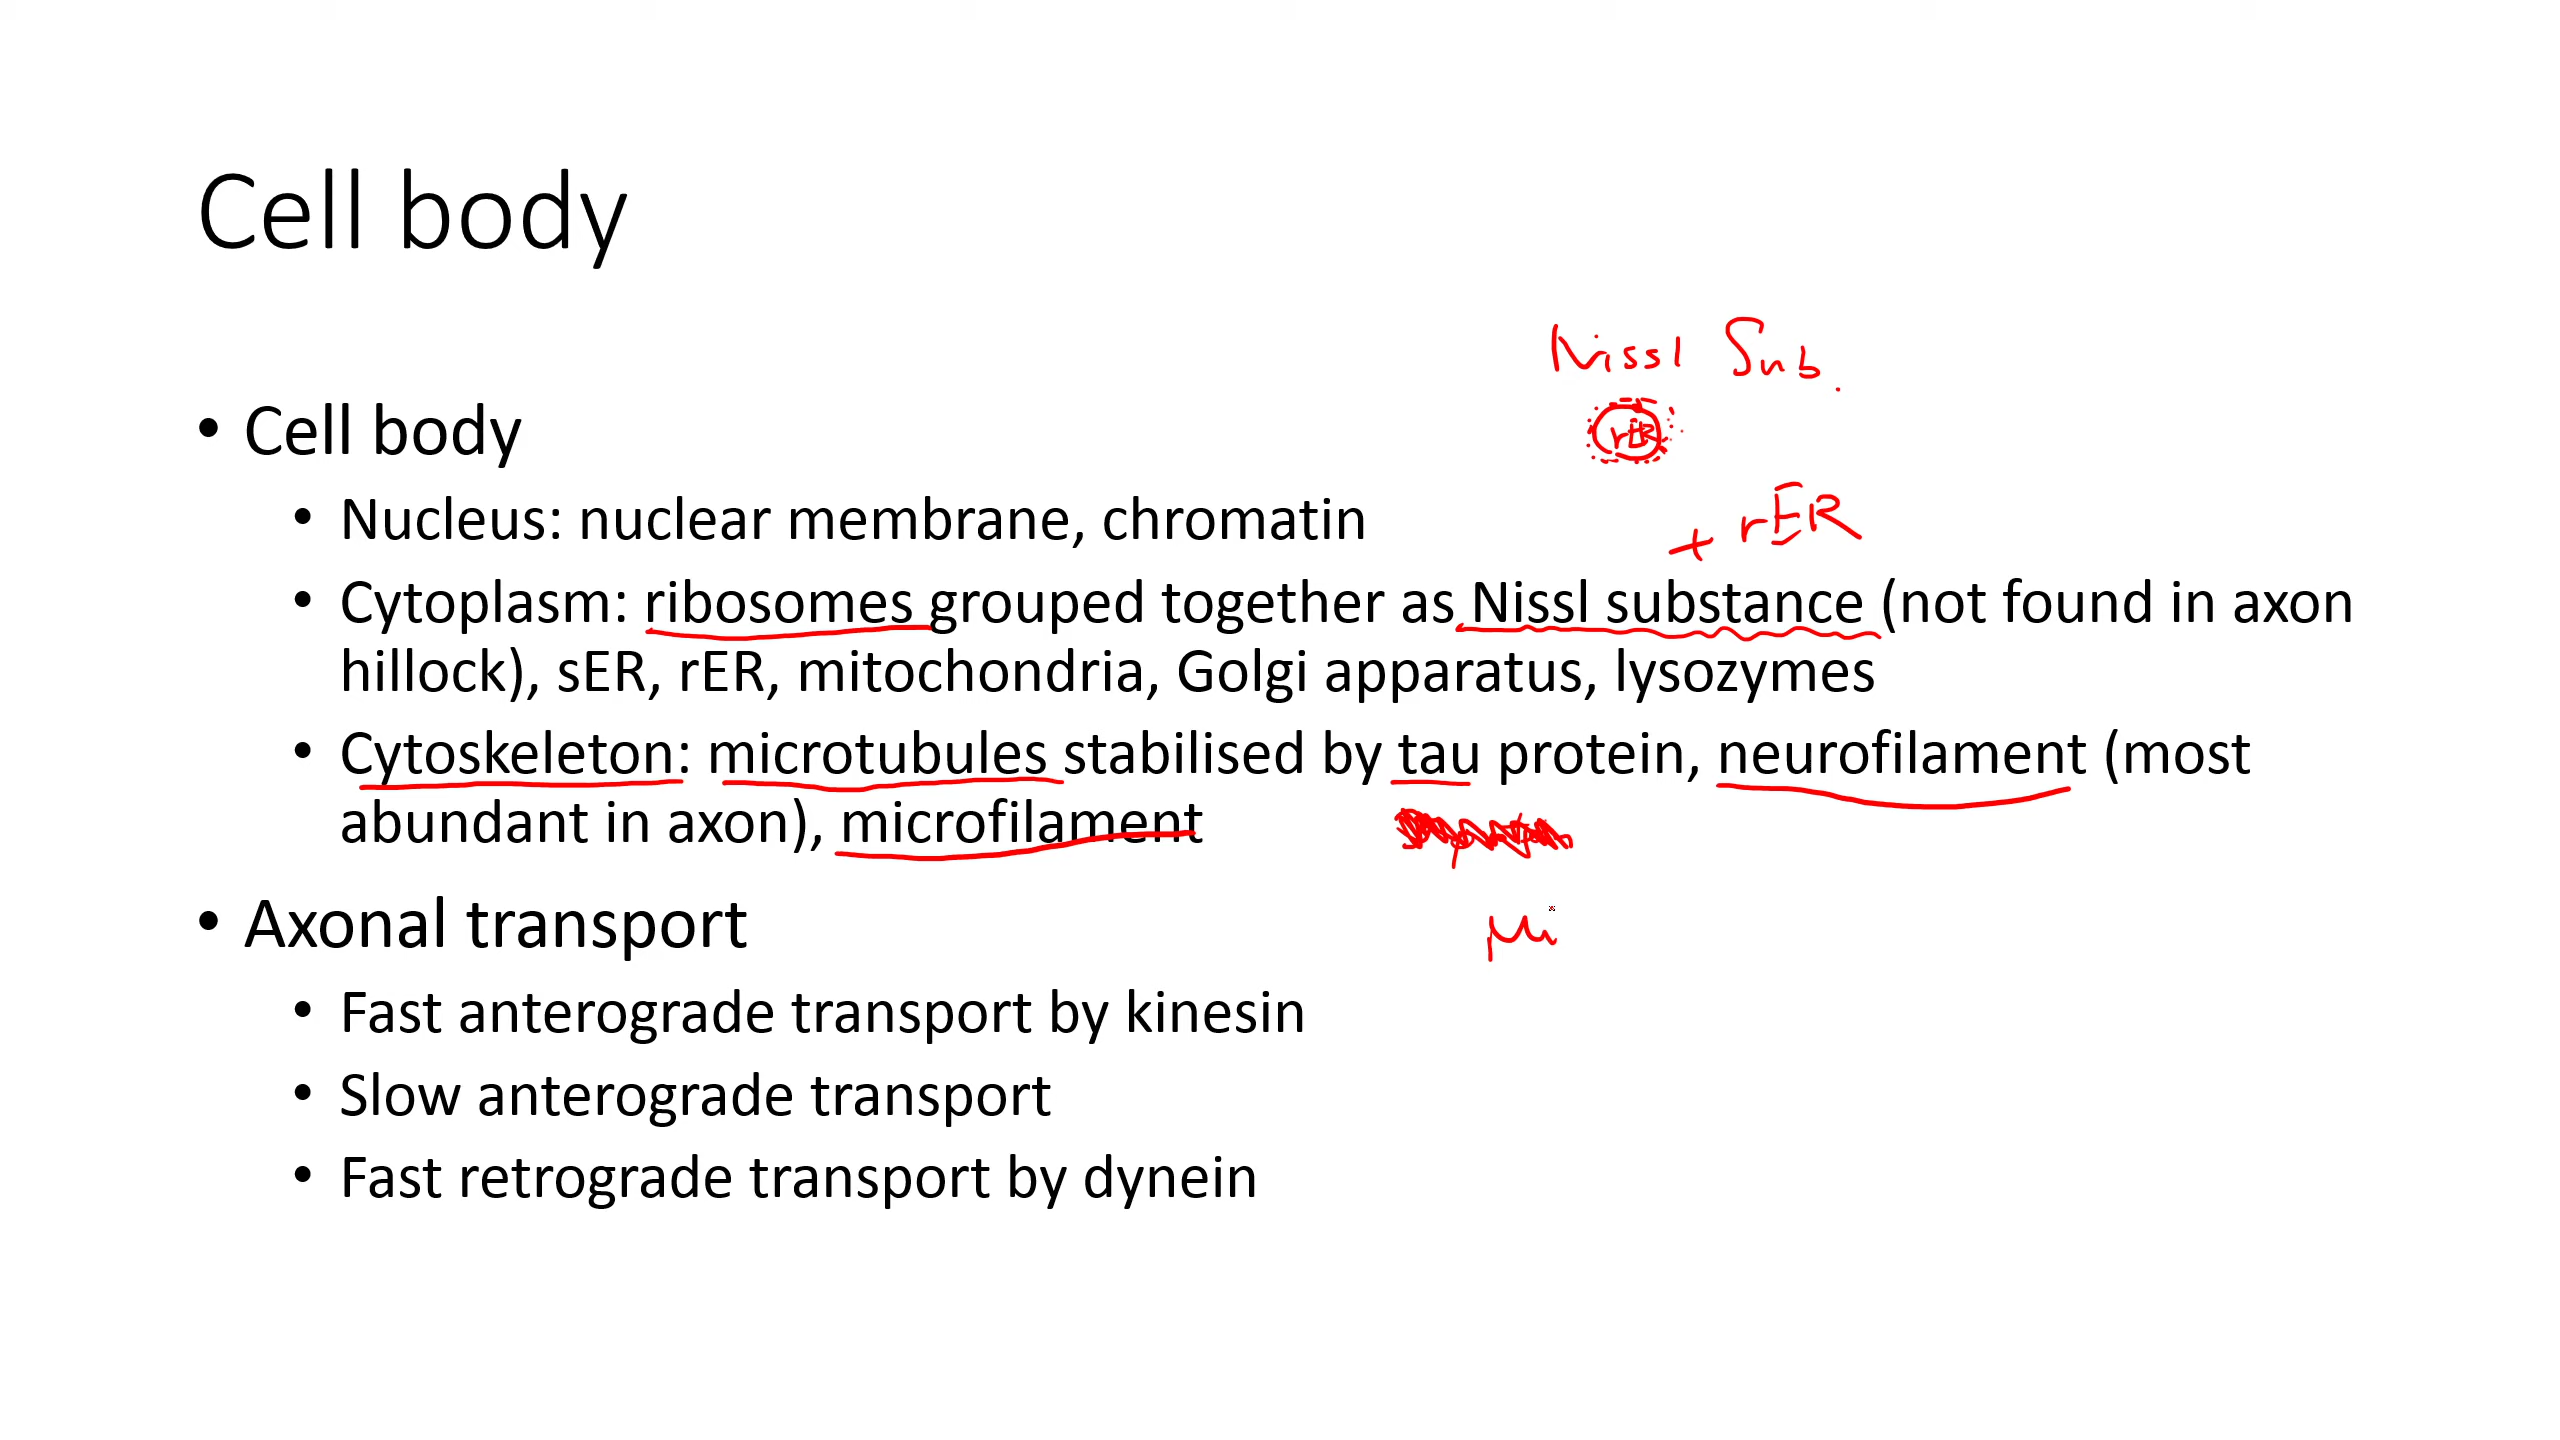 Cell body
Nissl Sub.
• Cell body
rER
• Nucleus: nuclear membrane, chromatin
+ rER
• Cytoplasm: ribosomes grouped together as Nissl substance (not found in axon
hillock), sER, rER, mitochondria, Golgi apparatus, lysozymes
• Cytoskeleton: microtubules stabilised by tau protein, neurofilament (most
abundant in axon), microfilament
• Axonal transport
Mi
• Fast anterograde transport by kinesin
• Slow anterograde transport
• Fast retrograde transport by dynein